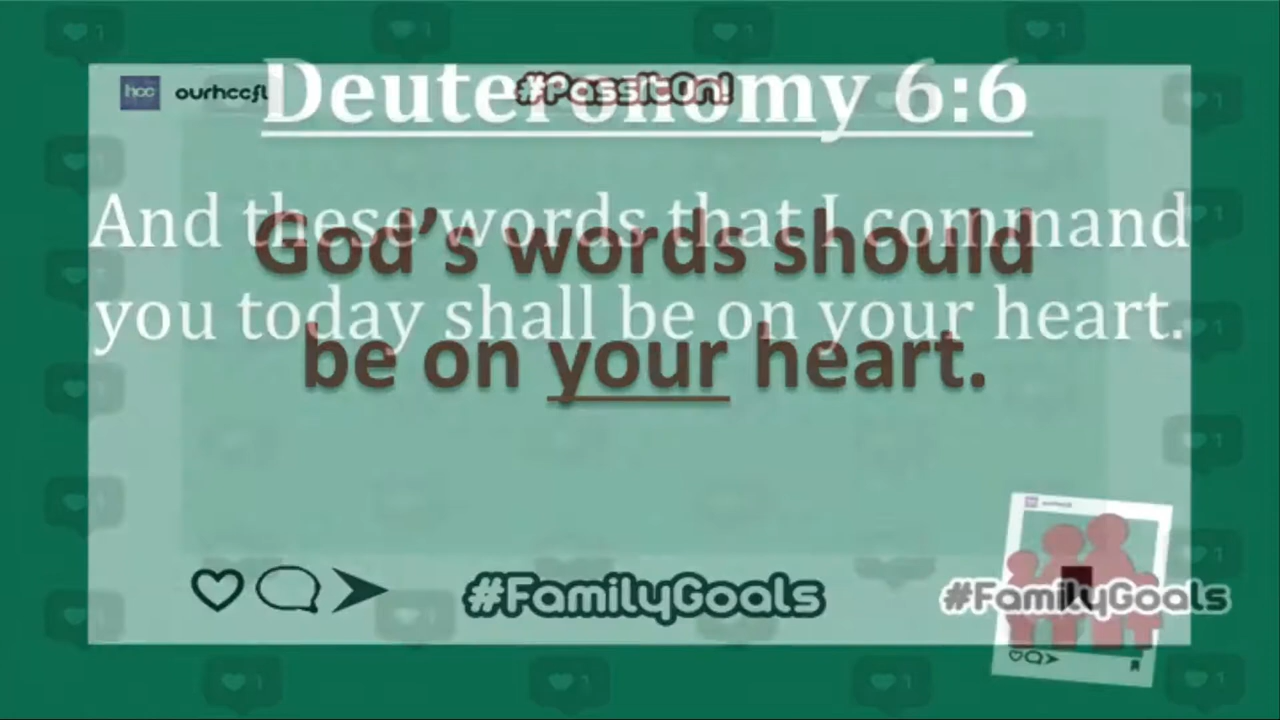 hcc ourhccfl
#PassItOn!
Deuteronomy 6:6
And these words that I command
you today shall be on your heart.
God’s words should
be on your heart.
#FamilyGoals
#FamilyGoals